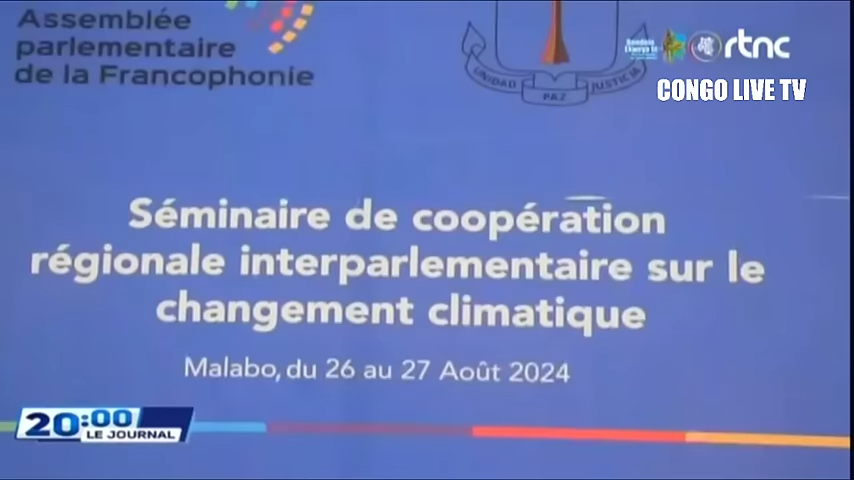 Assemblée
parlementaire
de la Francophonie
UNIDAD PAZ JUSTICIA
rtnc
CONGO LIVE TV
Séminaire de coopération
régionale interparlementaire sur le
changement climatique
Malabo, du 26 au 27 Août 2024
20:00
LE JOURNAL